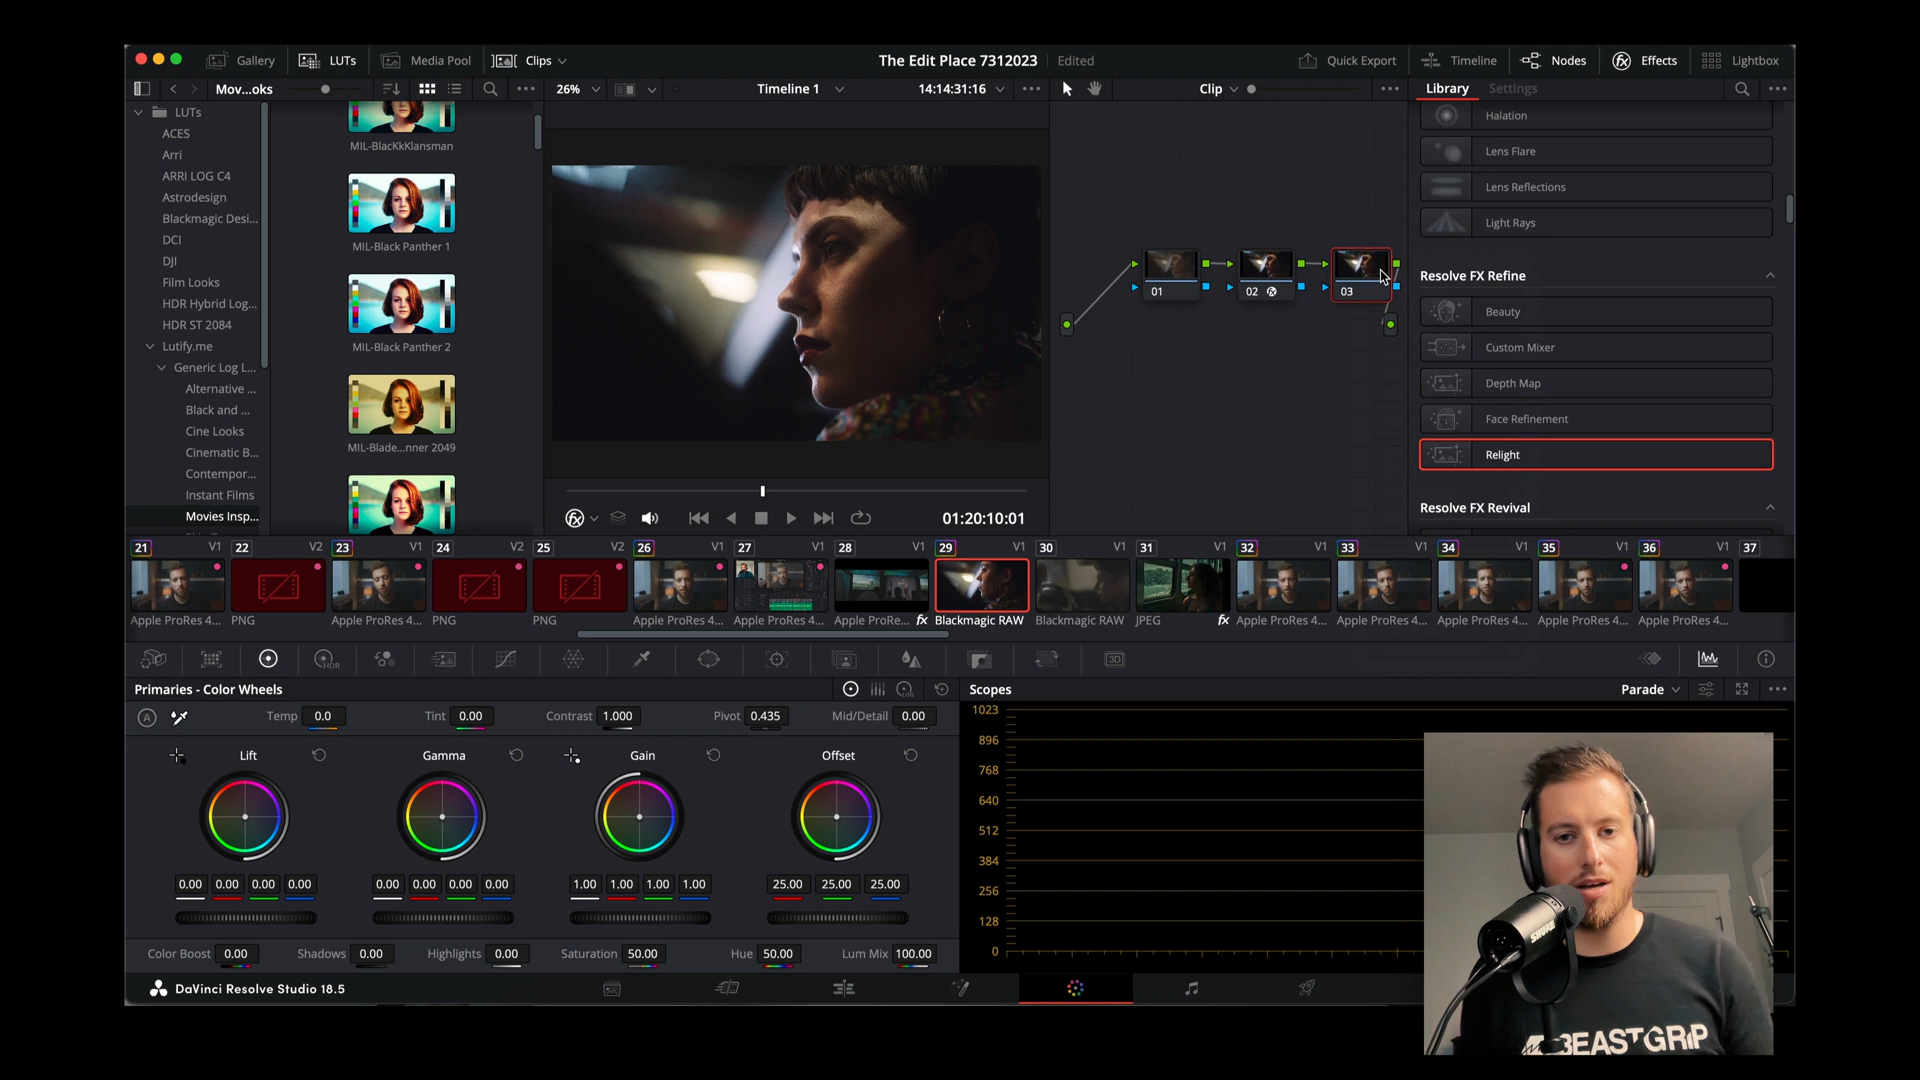 Gallery LUTs Media Pool Clips The Edit Place 7312023 Edited Quick Export Timeline Nodes Effects Lightbox
Mov...oks 26% Timeline 1 14:14:31:16 Clip Library Settings
LUTs
ACES
Arri
ARRI LOG C4
Astrodesign
Blackmagic Desi...
DCI
DJI
Film Looks
HDR Hybrid Log...
HDR ST 2084
Lutify.me
Generic Log L...
Alternative ...
Black and ...
Cine Looks
Cinematic B...
Contempor...
Instant Films
Movies Insp...
MIL-BlacKkKlansman
MIL-Black Panther 1
MIL-Black Panther 2
MIL-Blade...nner 2049
01:20:10:01
01 02 03
Halation
Lens Flare
Lens Reflections
Light Rays
Resolve FX Refine
Beauty
Custom Mixer
Depth Map
Face Refinement
Relight
Resolve FX Revival
21 V1 22 V2 23 V1 24 V2 25 V2 26 V1 27 V1 28 V1 29 V1 30 V1 31 V1 32 V1 33 V1 34 V1 35 V1 36 V1 37
Apple ProRes 4... PNG Apple ProRes 4... PNG PNG Apple ProRes 4... Apple ProRes 4... Apple ProRe... fx Blackmagic RAW Blackmagic RAW JPEG fx Apple ProRes 4... Apple ProRes 4... Apple ProRes 4... Apple ProRes 4... Apple ProRes 4...
HDR 3D
Primaries - Color Wheels LOG
A Temp 0.0 Tint 0.00 Contrast 1.000 Pivot 0.435 Mid/Detail 0.00
Lift Gamma Gain Offset
0.00 0.00 0.00 0.00 0.00 0.00 0.00 0.00 1.00 1.00 1.00 1.00 25.00 25.00 25.00
Color Boost 0.00 Shadows 0.00 Highlights 0.00 Saturation 50.00 Hue 50.00 Lum Mix 100.00
Scopes Parade
1023
896
768
640
512
384
256
128
0
SHURE
BEASTGRIP
DaVinci Resolve Studio 18.5